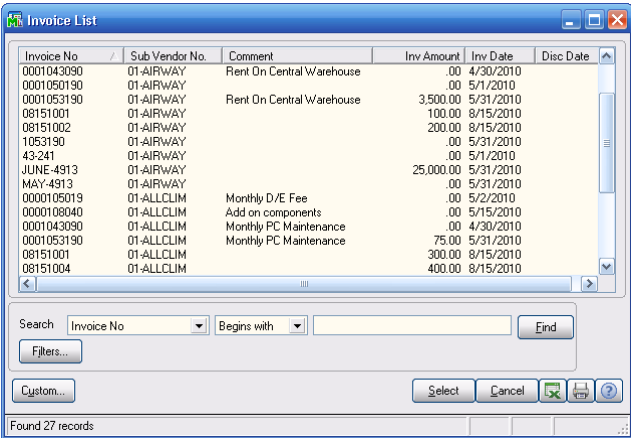 Invoice List
Invoice No / Sub Vendor No. Comment Inv Amount Inv Date Disc Date
0001043090 01-AIRWAY Rent On Central Warehouse .00 4/30/2010
0001050190 01-AIRWAY .00 5/1/2010
0001053190 01-AIRWAY Rent On Central Warehouse 3,500.00 5/31/2010
08151001 01-AIRWAY 100.00 8/15/2010
08151002 01-AIRWAY 200.00 8/15/2010
1053190 01-AIRWAY .00 5/31/2010
43-241 01-AIRWAY .00 5/1/2010
JUNE-4913 01-AIRWAY 25,000.00 5/31/2010
MAY-4913 01-AIRWAY .00 5/31/2010
0000105019 01-ALLCLIM Monthly D/E Fee .00 5/2/2010
0000108040 01-ALLCLIM Add on components .00 5/15/2010
0001043090 01-ALLCLIM Monthly PC Maintenance .00 4/30/2010
0001053190 01-ALLCLIM Monthly PC Maintenance 75.00 5/31/2010
08151001 01-ALLCLIM 300.00 8/15/2010
08151004 01-ALLCLIM 400.00 8/15/2010
Search Invoice No Begins with Find
Filters...
Custom... Select Cancel
Found 27 records